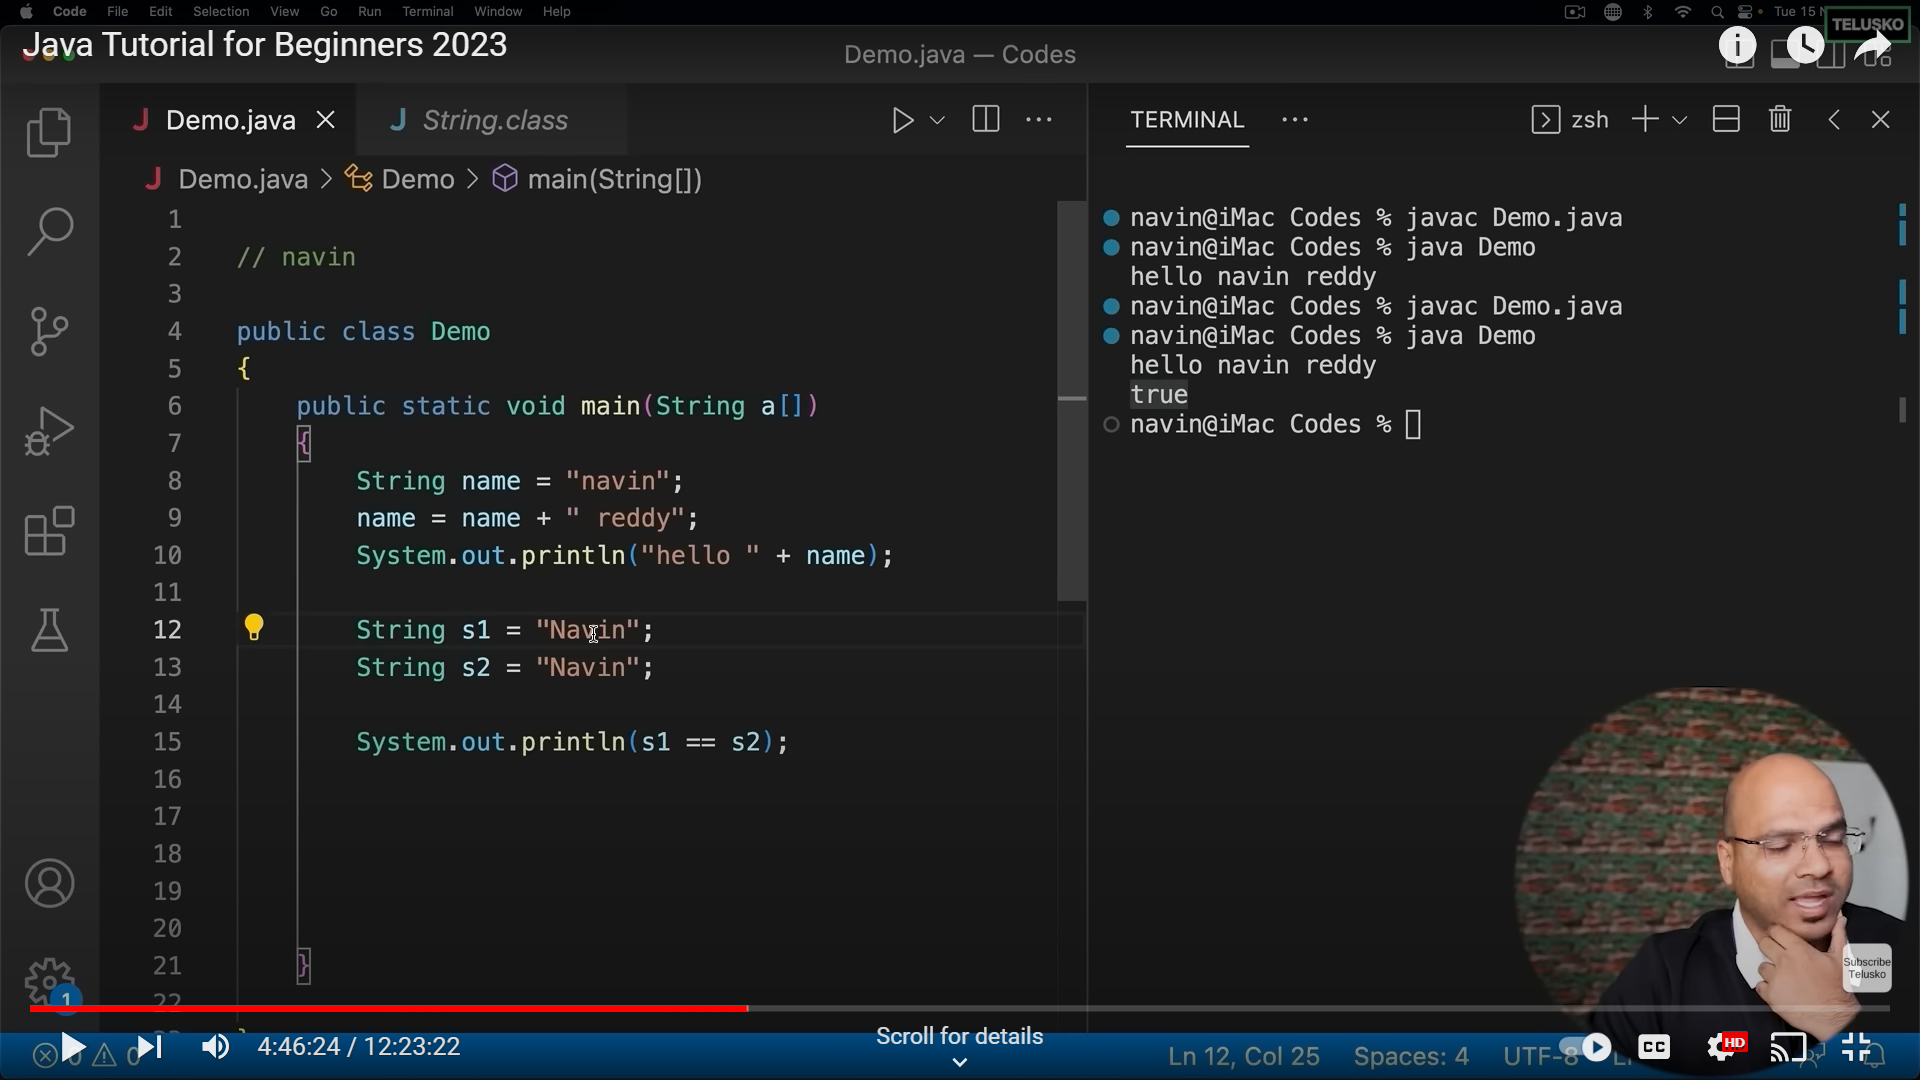 Code File Edit Selection View Go Run Terminal Window Help
Tue 15
TELUSKO
Java Tutorial for Beginners 2023
Demo.java — Codes
Demo.java
String.class
TERMINAL
zsh
Demo.java > Demo > main(String[])
1
2 // navin
3
4 public class Demo
5 {
6 public static void main(String a[])
7 {
8 String name = "navin";
9 name = name + " reddy";
10 System.out.println("hello " + name);
11
12 String s1 = "Navin";
13 String s2 = "Navin";
14
15 System.out.println(s1 == s2);
16
17
18
19
20
21 }
22
navin@iMac Codes % javac Demo.java
navin@iMac Codes % java Demo
hello navin reddy
navin@iMac Codes % javac Demo.java
navin@iMac Codes % java Demo
hello navin reddy
true
navin@iMac Codes %
Subscribe
Telusko
1
4:46:24 / 12:23:22
Scroll for details
Ln 12, Col 25 Spaces: 4 UTF-8
CC
HD